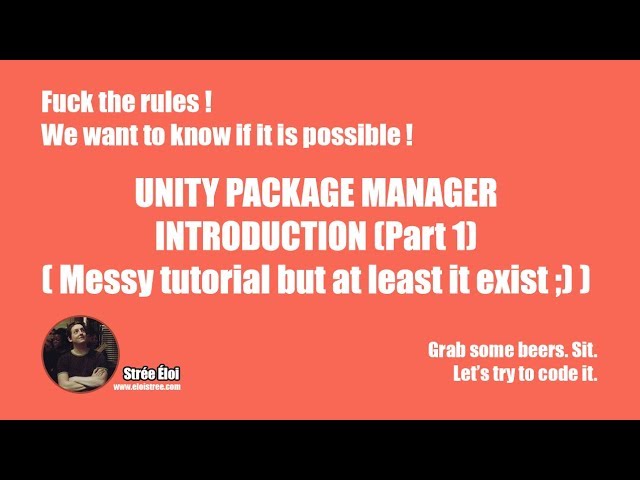 Fuck the rules !
We want to know if it is possible !
UNITY PACKAGE MANAGER
INTRODUCTION (Part 1)
( Messy tutorial but at least it exist ;) )
Strée Éloi
www.eloistree.com
Grab some beers. Sit.
Let's try to code it.